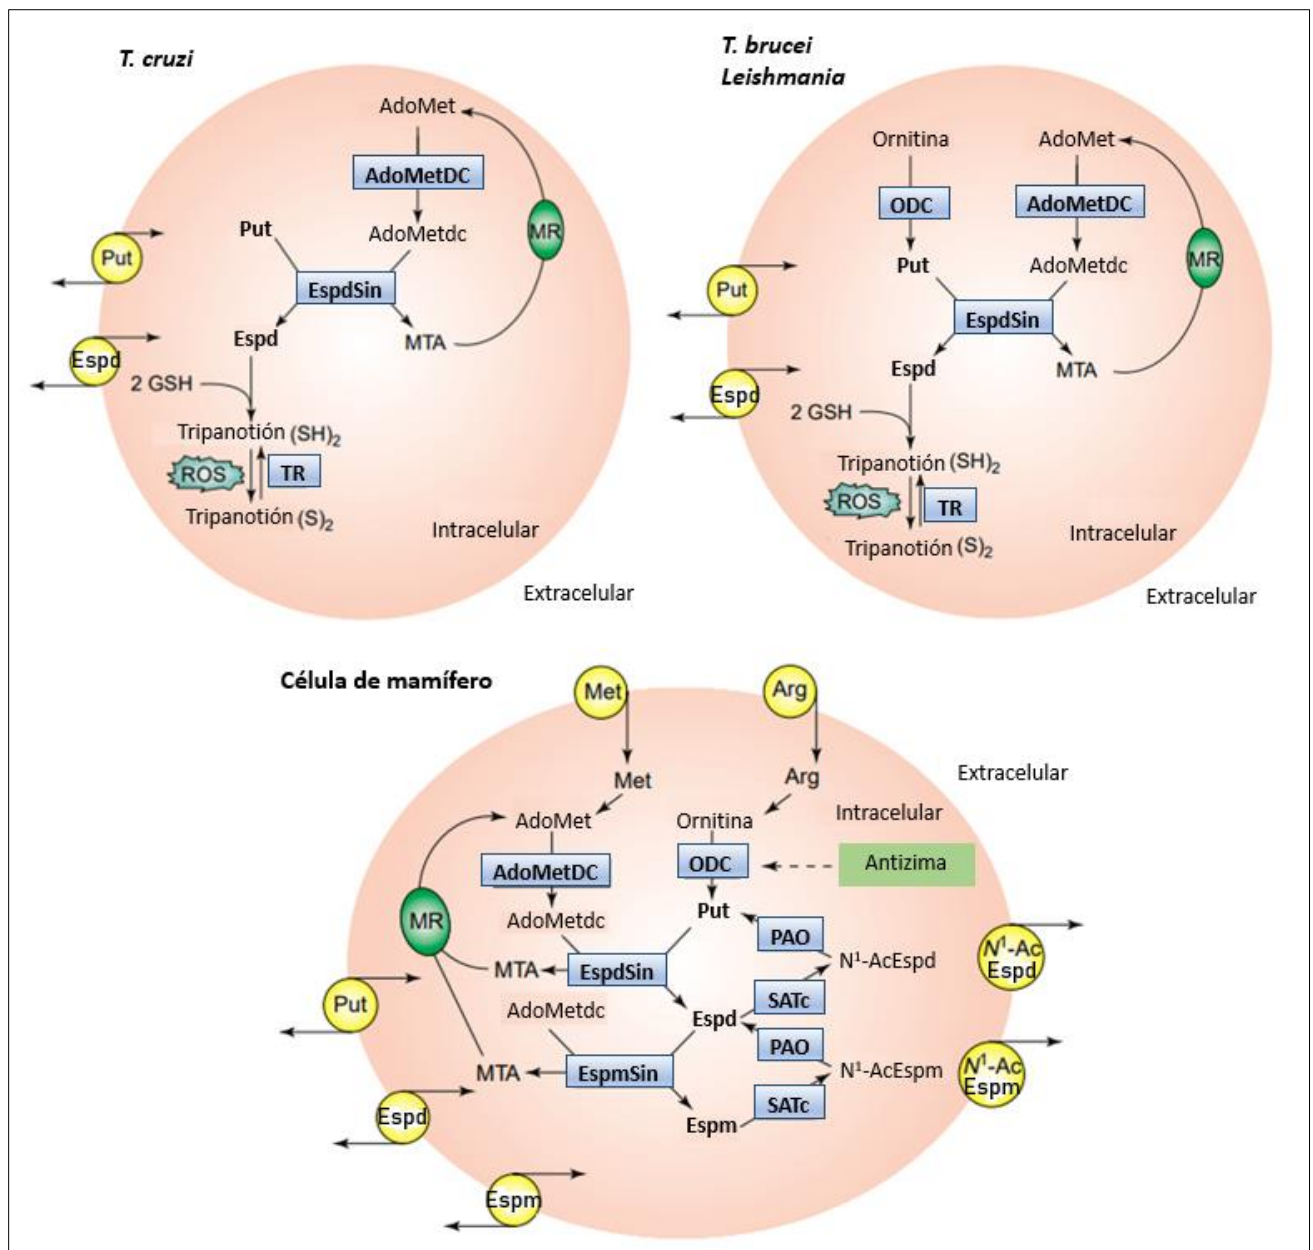 T. cruzi
AdoMet
AdoMetDC
Put
AdoMetdc
MR
Put
EspdSin
Espd
MTA
Espd
2 GSH
Tripanotión (SH)2
ROS
TR
Tripanotión (S)2
Intracelular
Extracelular
T. brucei
Leishmania
Ornitina
AdoMet
ODC
AdoMetDC
Put
AdoMetdc
MR
Put
EspdSin
Espd
MTA
Espd
2 GSH
Tripanotión (SH)2
ROS
TR
Tripanotión (S)2
Intracelular
Extracelular
Célula de mamífero
Met
Arg
Met
Arg
Extracelular
AdoMet
Ornitina
Intracelular
AdoMetDC
ODC
Antizima
MR
AdoMetdc
Put
PAO
N1-AcEspd
N1-Ac
Espd
MTA
EspdSin
SATc
Put
AdoMetdc
Espd
PAO
MTA
EspmSin
N1-AcEspm
N1-Ac
Espm
SATc
Espd
Espm
Espm